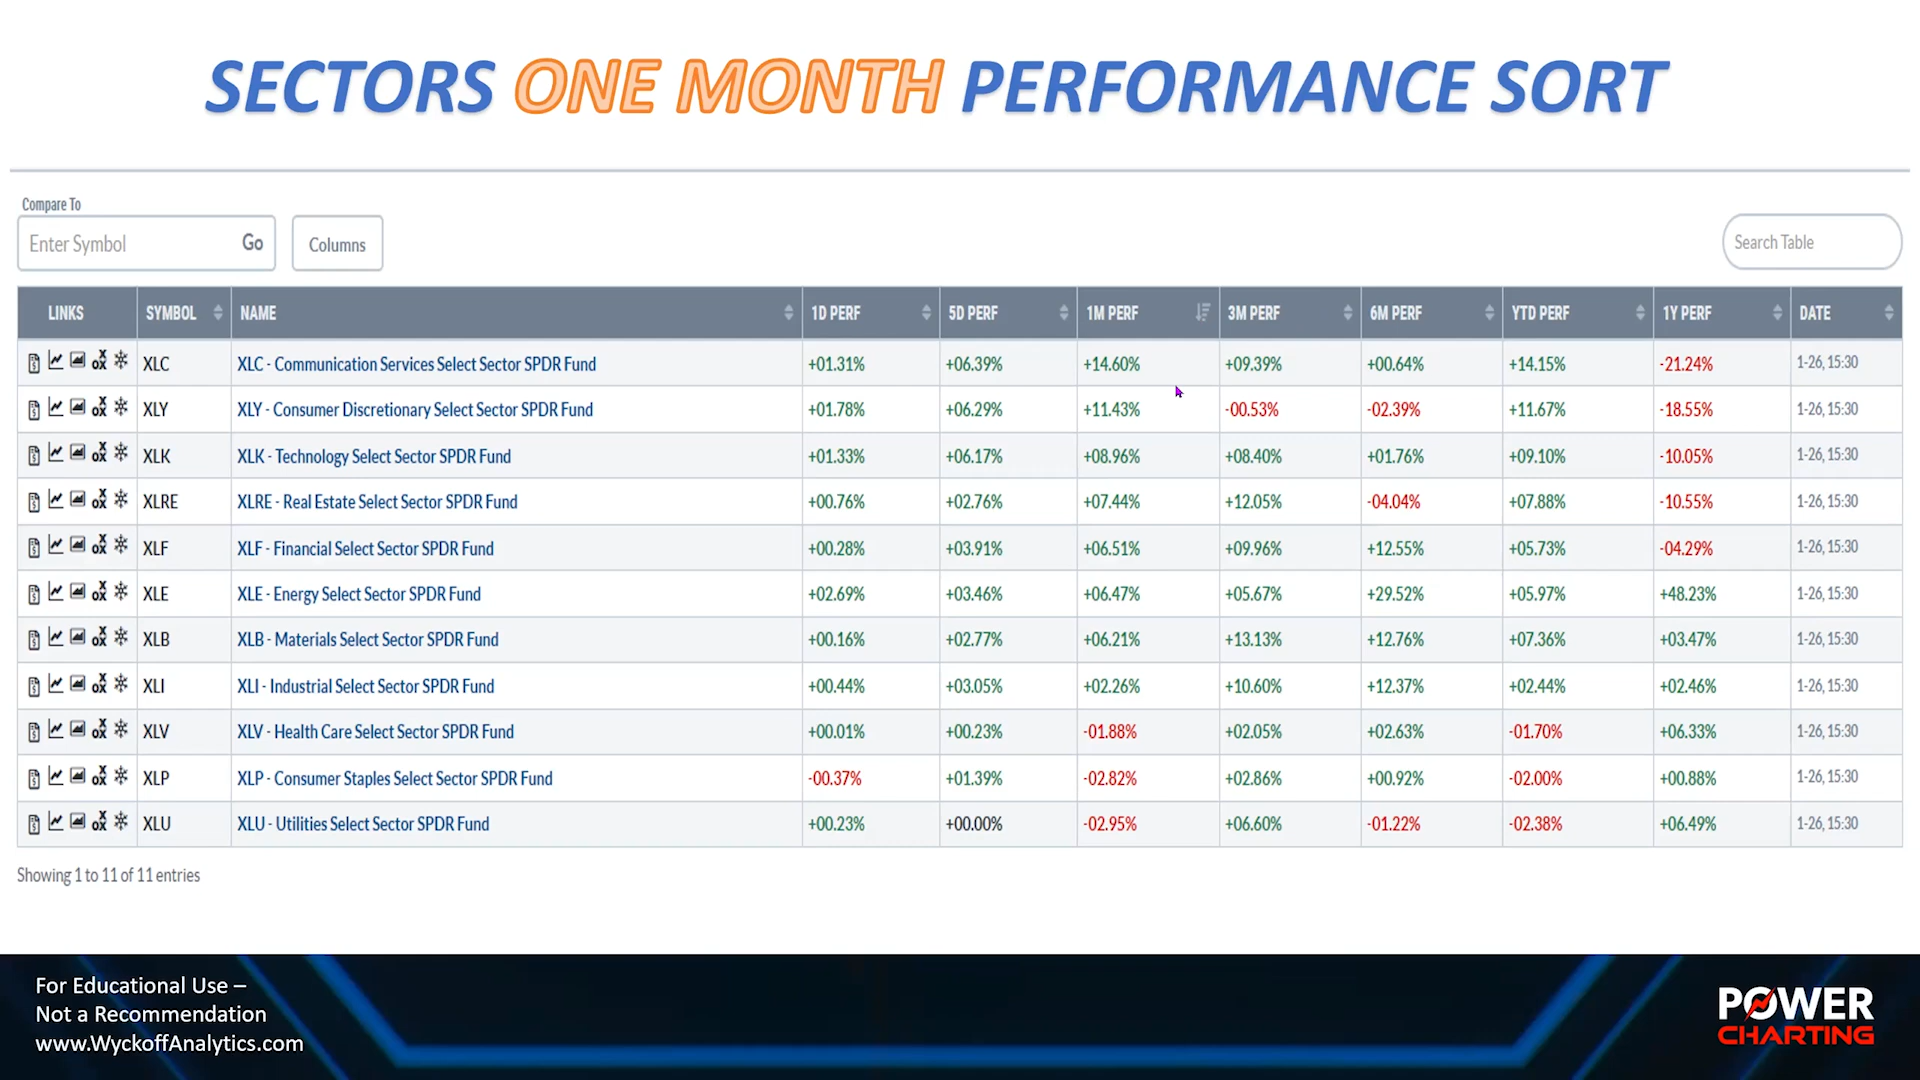 SECTORS ONE MONTH PERFORMANCE SORT
Compare To
Enter Symbol Go Columns Search Table
LINKS SYMBOL NAME 1D PERF 5D PERF 1M PERF 3M PERF 6M PERF YTD PERF 1Y PERF DATE
XLC XLC - Communication Services Select Sector SPDR Fund +01.31% +06.39% +14.60% +09.39% +00.64% +14.15% -21.24% 1-26, 15:30
XLY XLY - Consumer Discretionary Select Sector SPDR Fund +01.78% +06.29% +11.43% -00.53% -02.39% +11.67% -18.55% 1-26, 15:30
XLK XLK - Technology Select Sector SPDR Fund +01.33% +06.17% +08.96% +08.40% +01.76% +09.10% -10.05% 1-26, 15:30
XLRE XLRE - Real Estate Select Sector SPDR Fund +00.76% +02.76% +07.44% +12.05% -04.04% +07.88% -10.55% 1-26, 15:30
XLF XLF - Financial Select Sector SPDR Fund +00.28% +03.91% +06.51% +09.96% +12.55% +05.73% -04.29% 1-26, 15:30
XLE XLE - Energy Select Sector SPDR Fund +02.69% +03.46% +06.47% +05.67% +29.52% +05.97% +48.23% 1-26, 15:30
XLB XLB - Materials Select Sector SPDR Fund +00.16% +02.77% +06.21% +13.13% +12.76% +07.36% +03.47% 1-26, 15:30
XLI XLI - Industrial Select Sector SPDR Fund +00.44% +03.05% +02.26% +10.60% +12.37% +02.44% +02.46% 1-26, 15:30
XLV XLV - Health Care Select Sector SPDR Fund +00.01% +00.23% -01.88% +02.05% +02.63% -01.70% +06.33% 1-26, 15:30
XLP XLP - Consumer Staples Select Sector SPDR Fund -00.37% +01.39% -02.82% +02.86% +00.92% -02.00% +00.88% 1-26, 15:30
XLU XLU - Utilities Select Sector SPDR Fund +00.23% +00.00% -02.95% +06.60% -01.22% -02.38% +06.49% 1-26, 15:30
Showing 1 to 11 of 11 entries
For Educational Use –
Not a Recommendation
www.WyckoffAnalytics.com
POWER
CHARTING